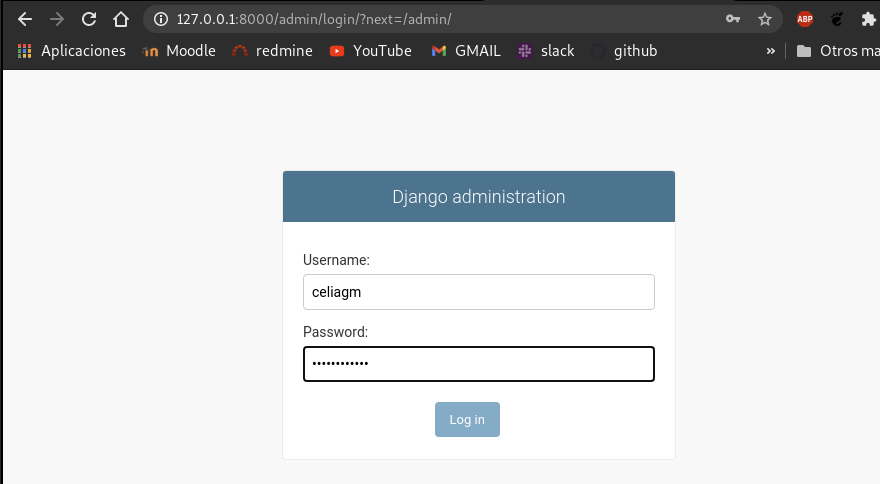 127.0.0.1:8000/admin/login/?next=/admin/
ABP
Aplicaciones Moodle redmine YouTube GMAIL slack github » Otros ma
Django administration
Username:
celiagm
Password:
••••••••••••
Log in